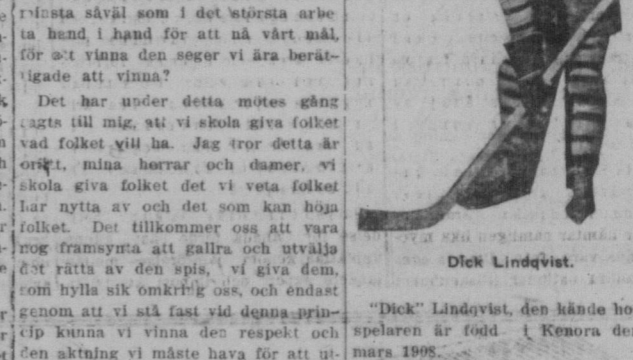 minsta såväl som i det största arbe
ta hand i hand för att nå vårt mål,
för att vinna den seger vi ära berät-
tigade att vinna?
Det har under detta mötes gång
sagts till mig, att vi skola giva folket
vad folket vill ha. Jag tror detta är
orätt, mina herrar och damer, vi
skola giva folket det vi veta folket
har nytta av och det som kan höja
folket. Det tillkommer oss att vara
nog framsynta att gallra och utvälja
det rätta av den spis, vi giva dem,
som hylla sik omkring oss, och endast
genom att vi stå fast vid denna prin-
cip kunna vi vinna den respekt och
den aktning vi måste hava för att ut-
Dick Lindqvist.
"Dick" Lindqvist, den kände ho
spelaren är född i Kenora den
mars 1908.